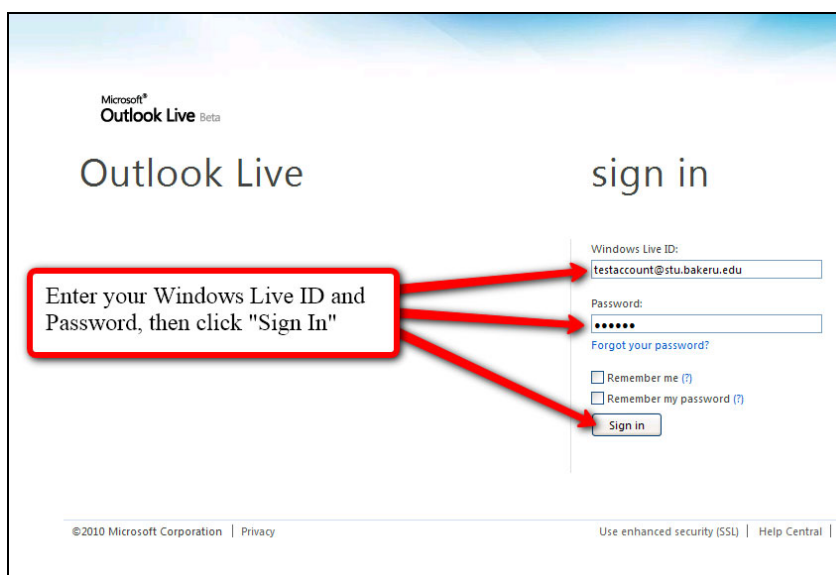 Microsoft®
Outlook Live Beta
Outlook Live
sign in
Windows Live ID:
testaccount@stu.bakeru.edu
Enter your Windows Live ID and
Password, then click "Sign In"
Password:
••••••
Forgot your password?
Remember me (?)
Remember my password (?)
Sign in
©2010 Microsoft Corporation | Privacy
Use enhanced security (SSL) | Help Central |